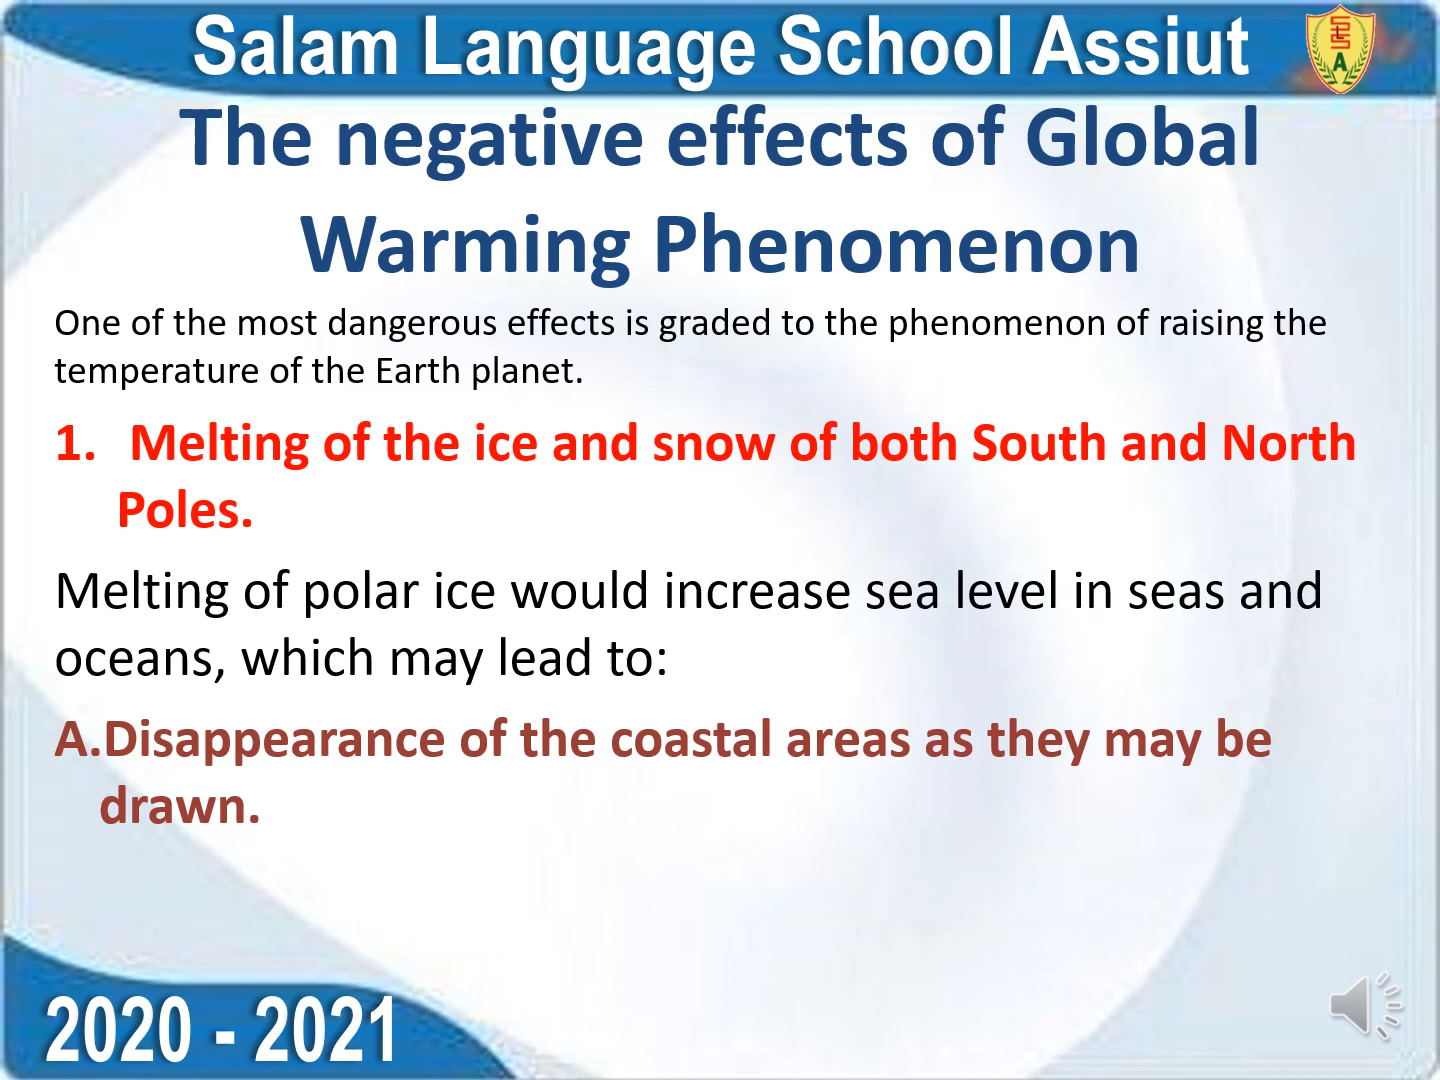 Salam Language School Assiut
The negative effects of Global
Warming Phenomenon
One of the most dangerous effects is graded to the phenomenon of raising the
temperature of the Earth planet.
1. Melting of the ice and snow of both South and North
Poles.
Melting of polar ice would increase sea level in seas and
oceans, which may lead to:
A.Disappearance of the coastal areas as they may be
drawn.
2020 - 2021